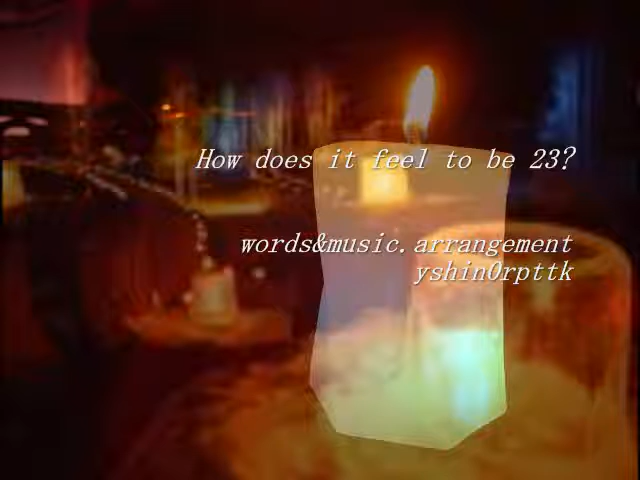 How does it feel to be 23?
words&music.arrangement
yshin0rpttk